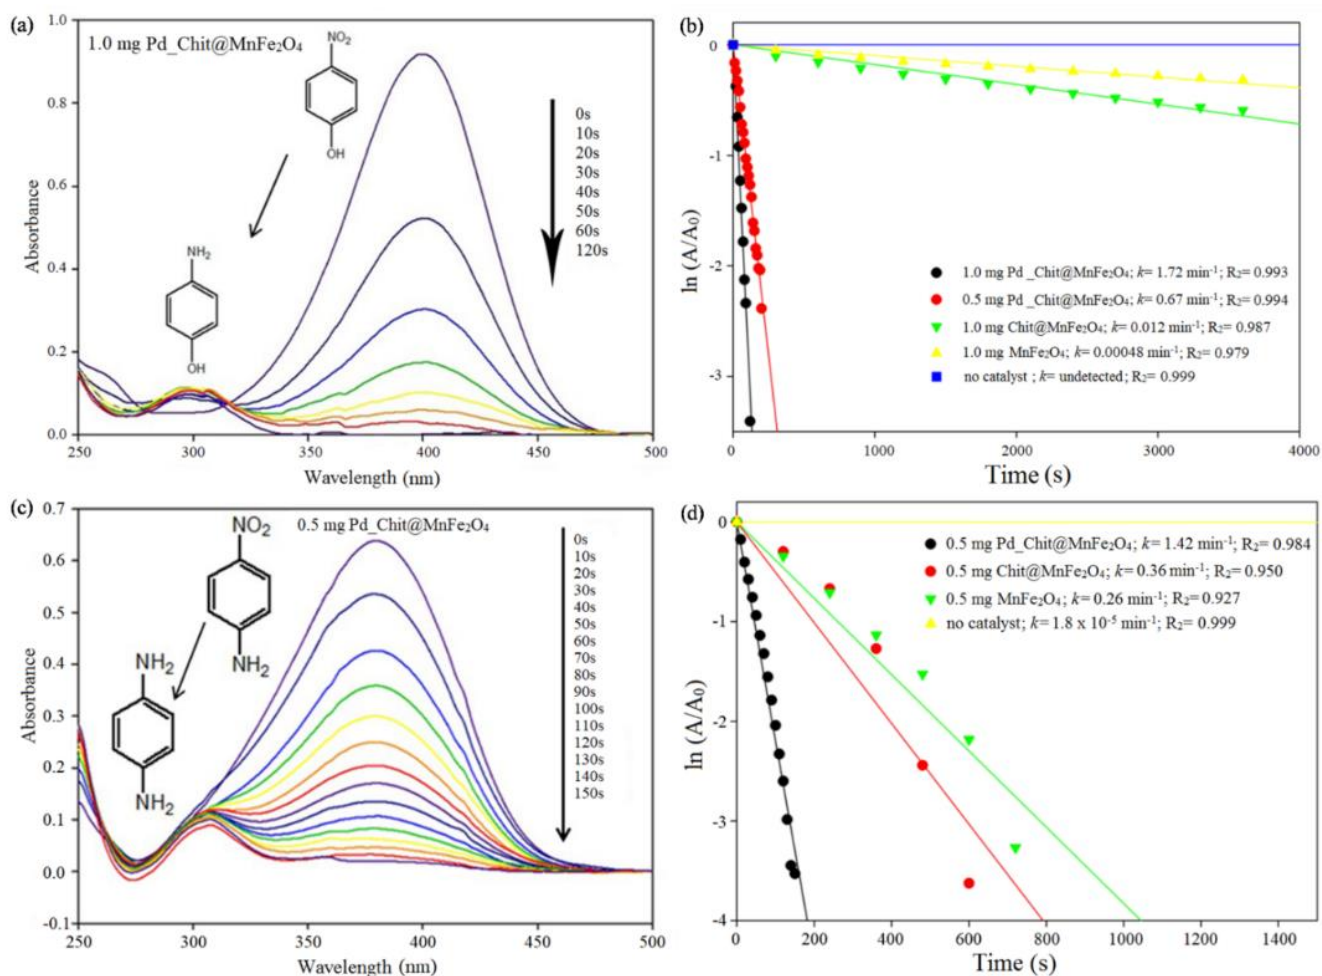 (a)
1.0 mg Pd_Chit@MnFe₂O₄
NO₂
OH
NH₂
OH
0s
10s
20s
30s
40s
50s
60s
120s
Absorbance
1.0
0.8
0.6
0.4
0.2
0.0
250
300
350
400
450
500
Wavelength (nm)
(b)
ln (A/A₀)
0
-1
-2
-3
1.0 mg Pd _Chit@MnFe₂O₄; k= 1.72 min⁻¹; R₂= 0.993
0.5 mg Pd _Chit@MnFe₂O₄; k= 0.67 min⁻¹; R₂= 0.994
1.0 mg Chit@MnFe₂O₄; k= 0.012 min⁻¹; R₂= 0.987
1.0 mg MnFe₂O₄; k= 0.00048 min⁻¹; R₂= 0.979
no catalyst ; k= undetected; R₂= 0.999
0
1000
2000
3000
4000
Time (s)
(c)
0.5 mg Pd_Chit@MnFe₂O₄
NO₂
NH₂
NH₂
NH₂
0s
10s
20s
30s
40s
50s
60s
70s
80s
90s
100s
110s
120s
130s
140s
150s
Absorbance
0.7
0.6
0.5
0.4
0.3
0.2
0.1
0.0
-0.1
250
300
350
400
450
500
Wavelength (nm)
(d)
ln (A/A₀)
0
-1
-2
-3
-4
0.5 mg Pd_Chit@MnFe₂O₄; k= 1.42 min⁻¹; R₂= 0.984
0.5 mg Chit@MnFe₂O₄; k= 0.36 min⁻¹; R₂= 0.950
0.5 mg MnFe₂O₄; k= 0.26 min⁻¹; R₂= 0.927
no catalyst; k= 1.8 x 10⁻⁵ min⁻¹; R₂= 0.999
0
200
400
600
800
1000
1200
1400
Time (s)